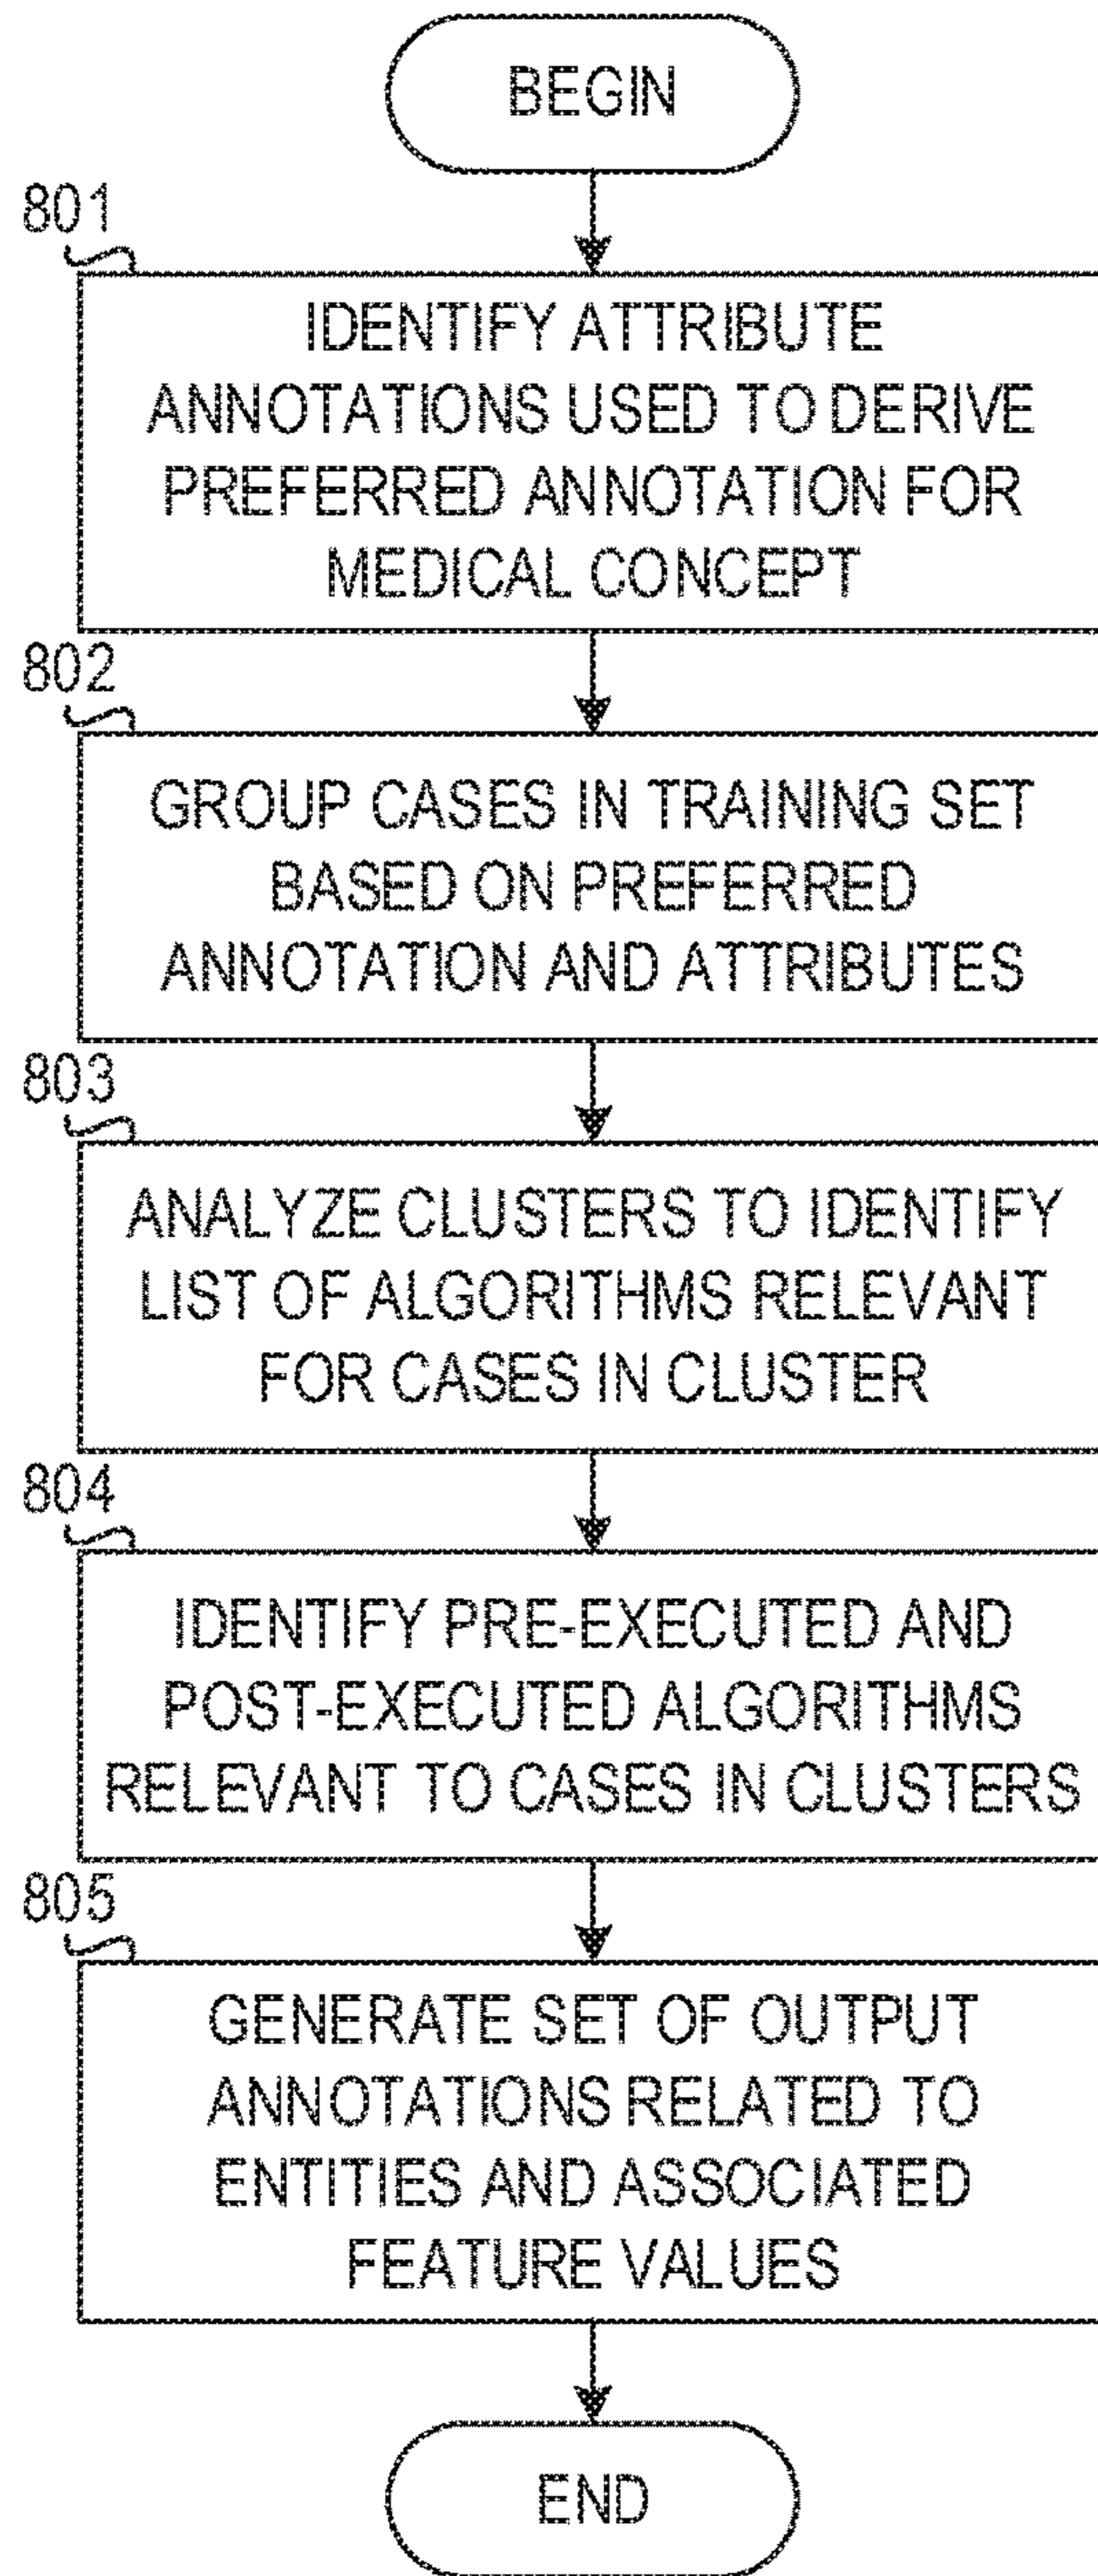 BEGIN
801
IDENTIFY ATTRIBUTE
ANNOTATIONS USED TO DERIVE
PREFERRED ANNOTATION FOR
MEDICAL CONCEPT
802
GROUP CASES IN TRAINING SET
BASED ON PREFERRED
ANNOTATION AND ATTRIBUTES
803
ANALYZE CLUSTERS TO IDENTIFY
LIST OF ALGORITHMS RELEVANT
FOR CASES IN CLUSTER
804
IDENTIFY PRE-EXECUTED AND
POST-EXECUTED ALGORITHMS
RELEVANT TO CASES IN CLUSTERS
805
GENERATE SET OF OUTPUT
ANNOTATIONS RELATED TO
ENTITIES AND ASSOCIATED
FEATURE VALUES
END